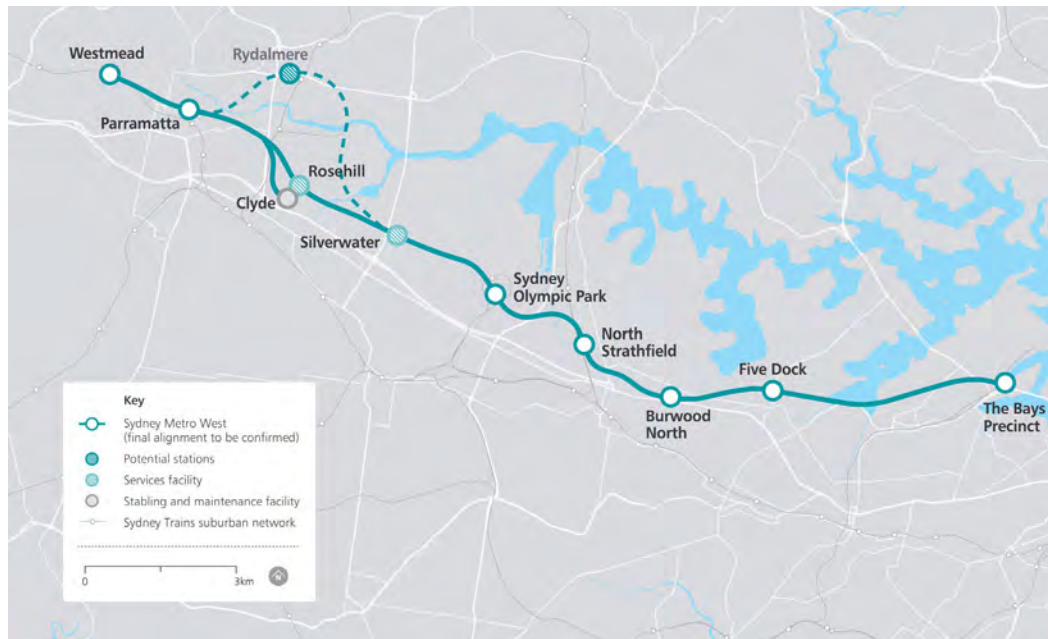 Westmead
Rydalmere
Parramatta
Rosehill
Clyde
Silverwater
Sydney
Olympic Park
North
Strathfield
Five Dock
Burwood
North
The Bays
Precinct
Key
Sydney Metro West
(final alignment to be confirmed)
Potential stations
Services facility
Stabling and maintenance facility
Sydney Trains suburban network
0
3km